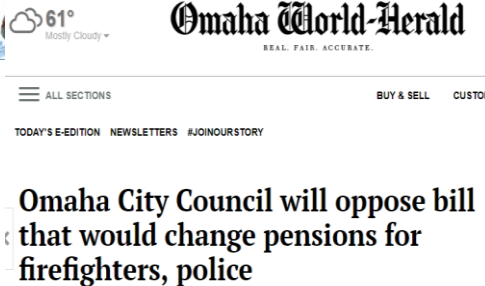 61°
Mostly Cloudy
Omaha World-Herald
REAL. FAIR. ACCURATE.
ALL SECTIONS
BUY & SELL CUSTO
TODAY'S E-EDITION NEWSLETTERS #JOINOURSTORY
Omaha City Council will oppose bill
that would change pensions for
firefighters, police